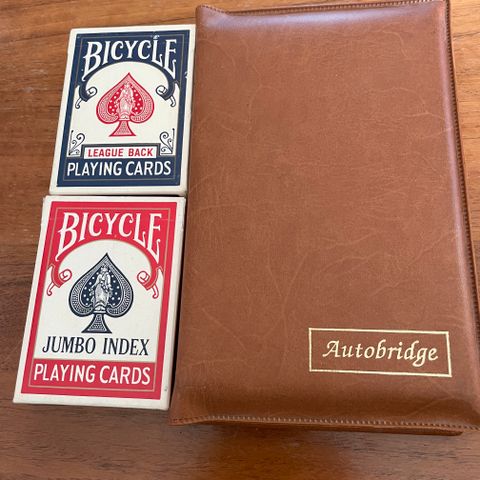 BICYCLE
LEAGUE BACK
PLAYING CARDS
BICYCLE
JUMBO INDEX
PLAYING CARDS
Autobridge